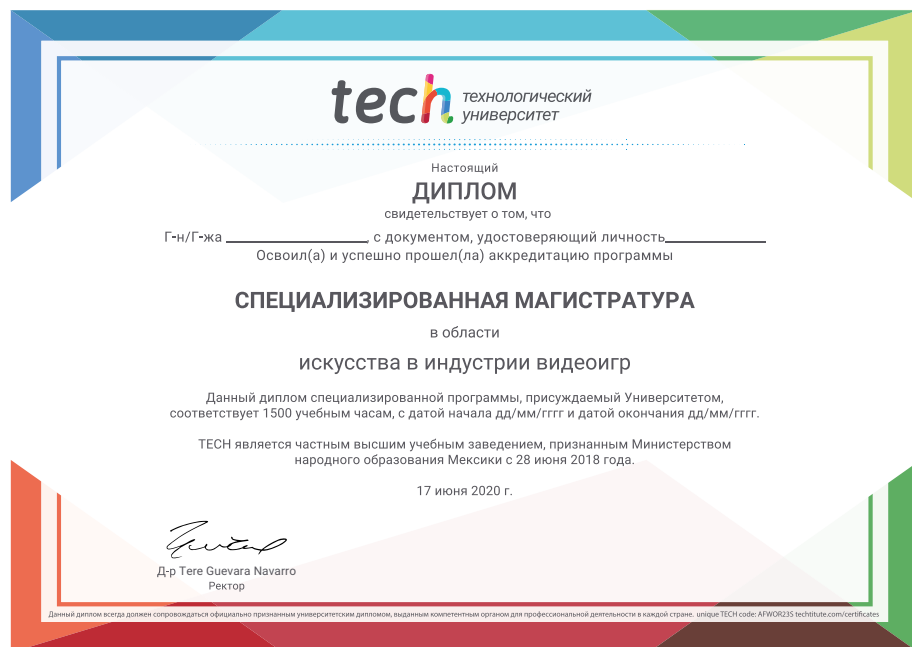 tech технологический
университет
Настоящий
ДИПЛОМ
свидетельствует о том, что
Г-н/Г-жа , с документом, удостоверяющий личность
Освоил(а) и успешно прошел(ла) аккредитацию программы
СПЕЦИАЛИЗИРОВАННАЯ МАГИСТРАТУРА
в области
искусства в индустрии видеоигр
Данный диплом специализированной программы, присуждаемый Университетом,
соответствует 1500 учебным часам, с датой начала дд/мм/гггг и датой окончания дд/мм/гггг.
TECH является частным высшим учебным заведением, признанным Министерством
народного образования Мексики с 28 июня 2018 года.
17 июня 2020 г.
Д-р Tere Guevara Navarro
Ректор
Данный диплом всегда должен сопровождаться официально признанным университетским дипломом, выданным компетентным органом для профессиональной деятельности в каждой стране. unique TECH code: AFWOR23S techtitute.com/certificates